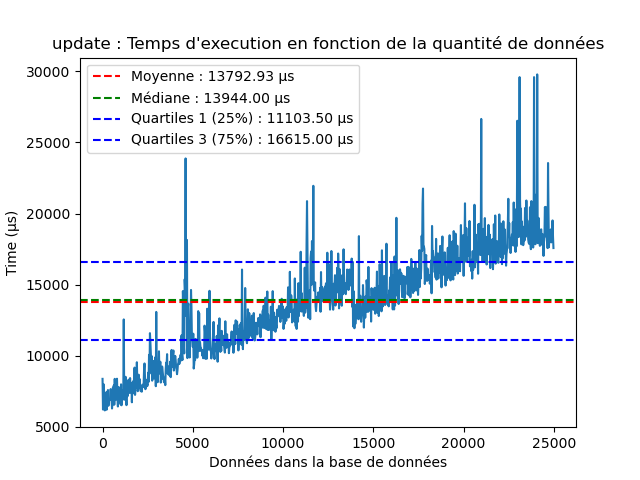 update : Temps d'execution en fonction de la quantité de données
Moyenne : 13792.93 µs
Médiane : 13944.00 µs
Quartiles 1 (25%) : 11103.50 µs
Quartiles 3 (75%) : 16615.00 µs
30000
25000
20000
15000
10000
5000
Time (µs)
0 5000 10000 15000 20000 25000
Données dans la base de données